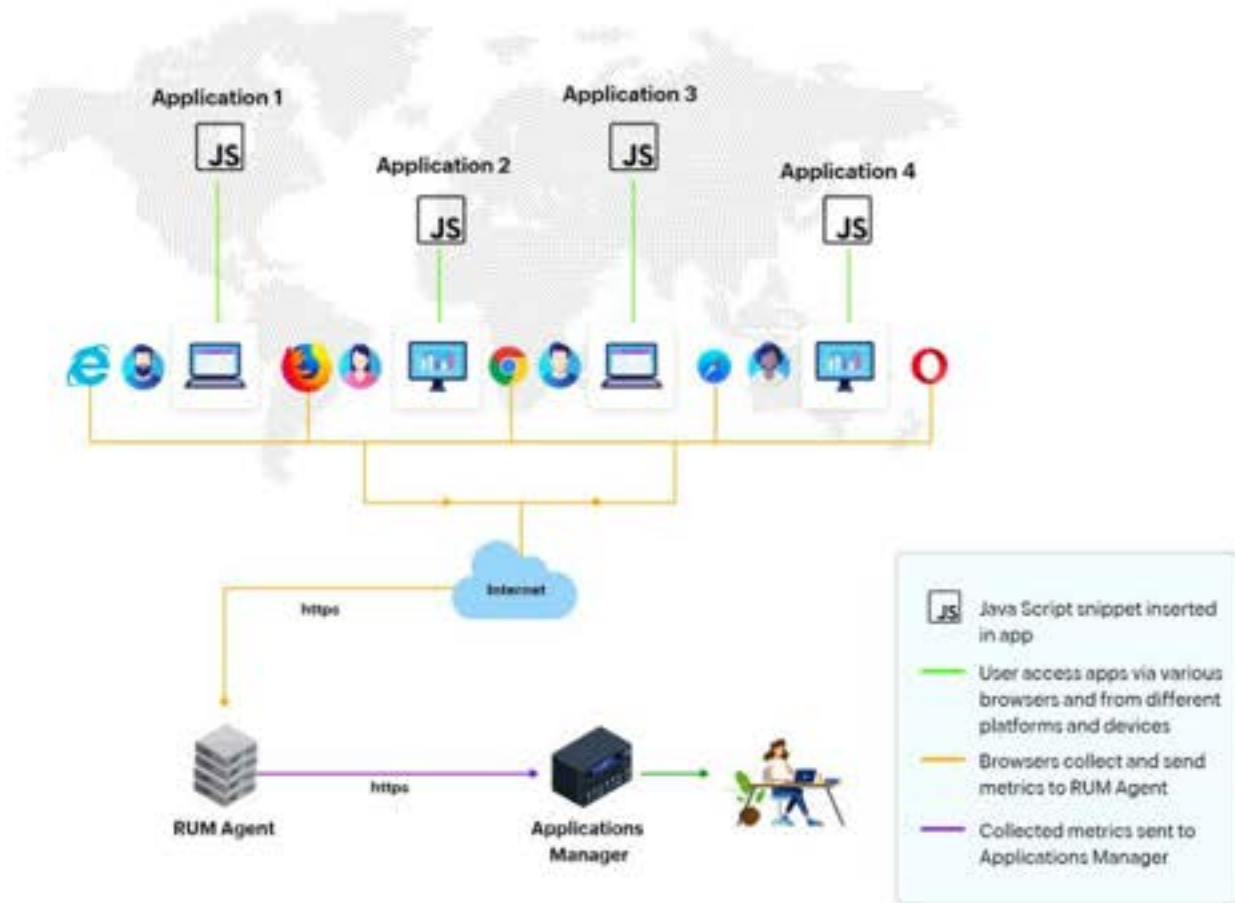 Application 1
Application 3
JS
JS
Application 2
Application 4
JS
JS
Internet
https
JS
Java Script snippet inserted
in app
User access apps via various
browsers and from different
platforms and devices
Browsers collect and send
metrics to RUM Agent
https
RUM Agent
Applications
Manager
Collected metrics sent to
Applications Manager